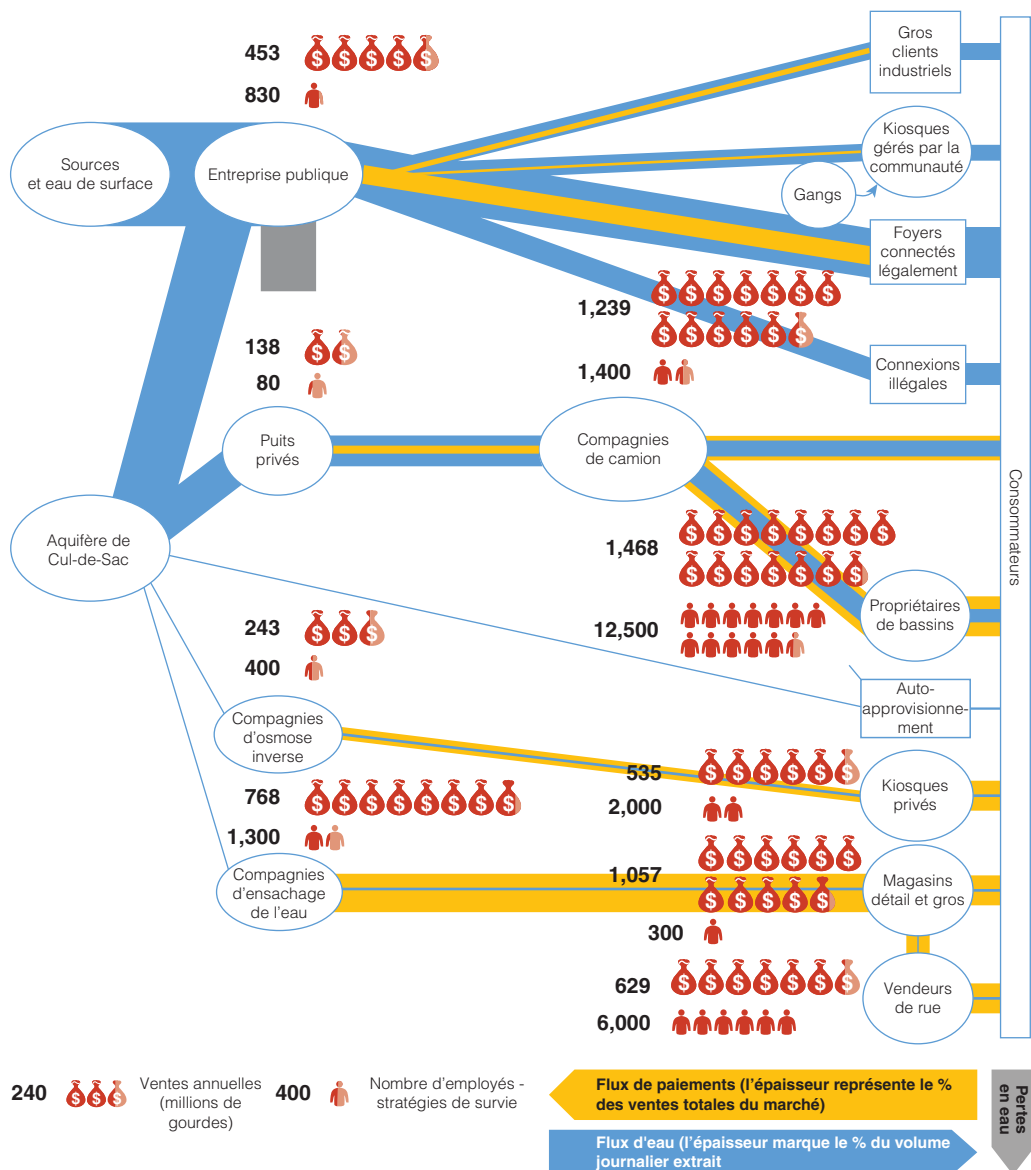 453
830
Gros
clients
industriels
Sources
et eau de surface
Entreprise publique
Kiosques
gérés par la
communauté
Gangs
Foyers
connectés
légalement
138
80
1,239
1,400
Connexions
illégales
Puits
privés
Compagnies
de camion
Consommateurs
Aquifère de
Cul-de-Sac
1,468
12,500
Propriétaires
de bassins
243
400
Auto-
approvisionne-
ment
Compagnies
d'osmose
inverse
535
2,000
Kiosques
privés
768
1,300
Compagnies
d'ensachage
de l'eau
1,057
300
Magasins
détail et gros
629
6,000
Vendeurs
de rue
240
Ventes annuelles
(millions de
gourdes)
400
Nombre d'employés -
stratégies de survie
Flux de paiements (l'épaisseur représente le %
des ventes totales du marché)
Flux d'eau (l'épaisseur marque le % du volume
journalier extrait
Pertes
en eau